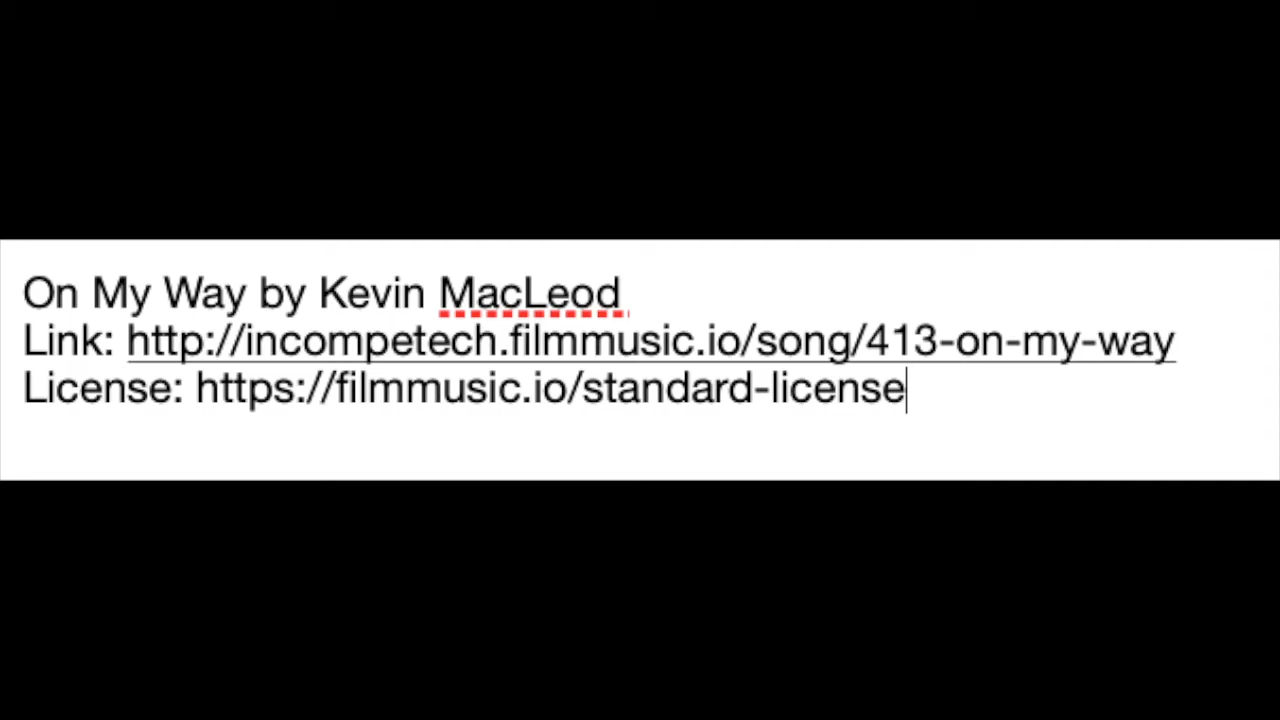 On My Way by Kevin MacLeod
Link: http://incompetech.filmmusic.io/song/413-on-my-way
License: https://filmmusic.io/standard-license